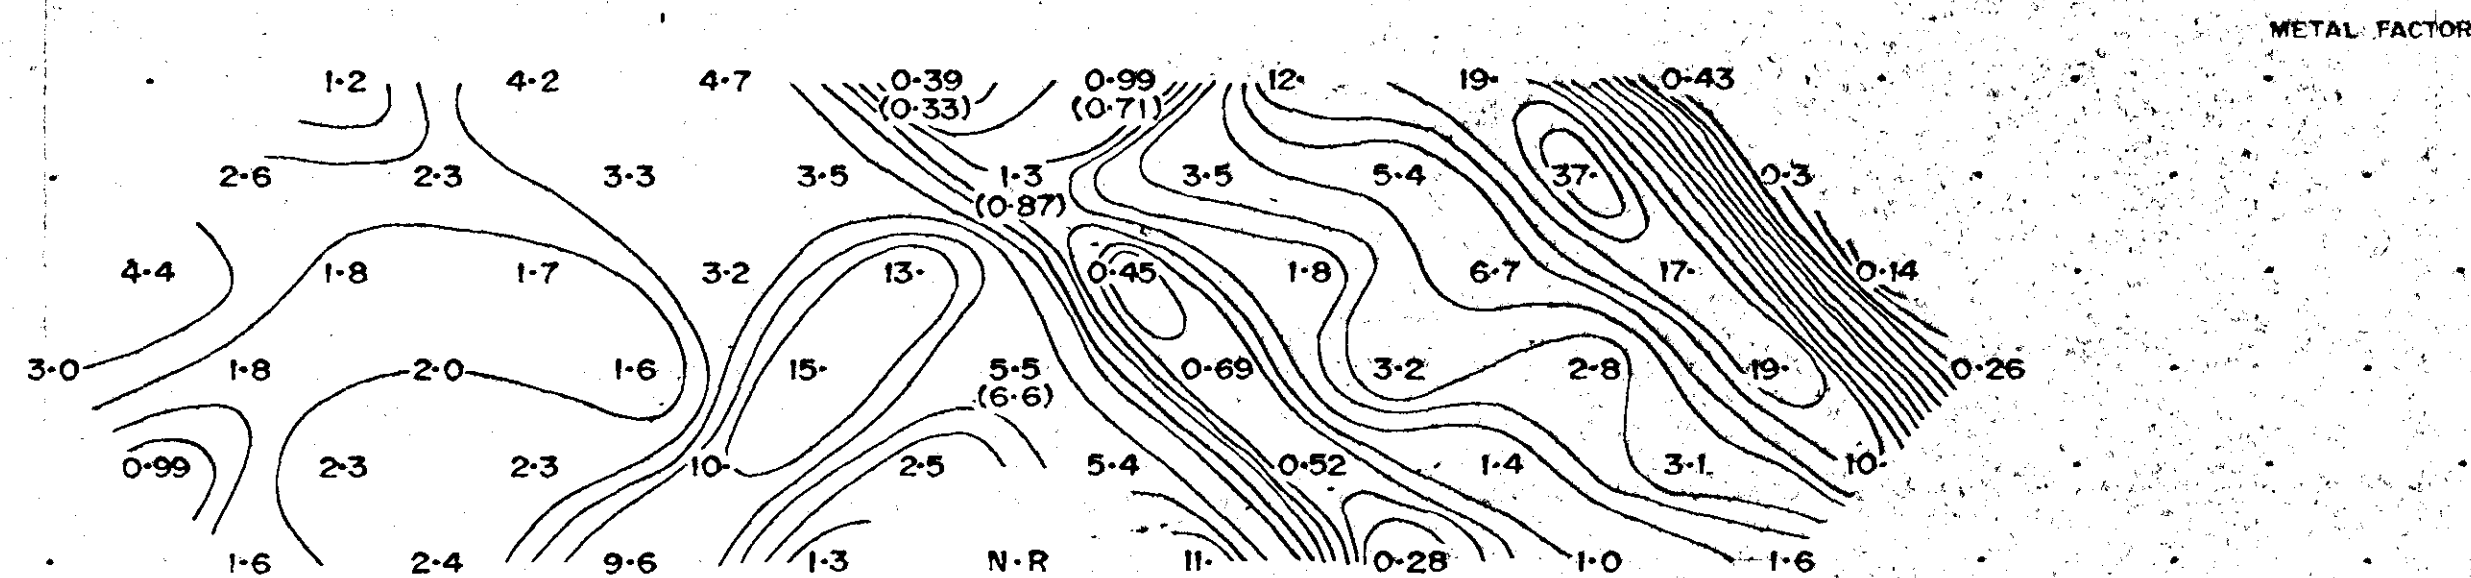 METAL FACTOR
1·2 4·2 4·7 0·39 0·99 12· 19· 0·43
(0·33) (0·71)
2·6 2·3 3·3 3·5 1·3 3·5 5·4 37· 0·3
(0·87)
4·4 1·8 1·7 3·2 13· 0·45 1·8 6·7 17· 0·14
3·0 1·8 2·0 1·6 15· 5·5 0·69 3·2 2·8 19· 0·26
(6·6)
0·99 2·3 2·3 10· 2·5 5·4 0·52 1·4 3·1 10·
1·6 2·4 9·6 1·3 N·R 11· 0·28 1·0 1·6